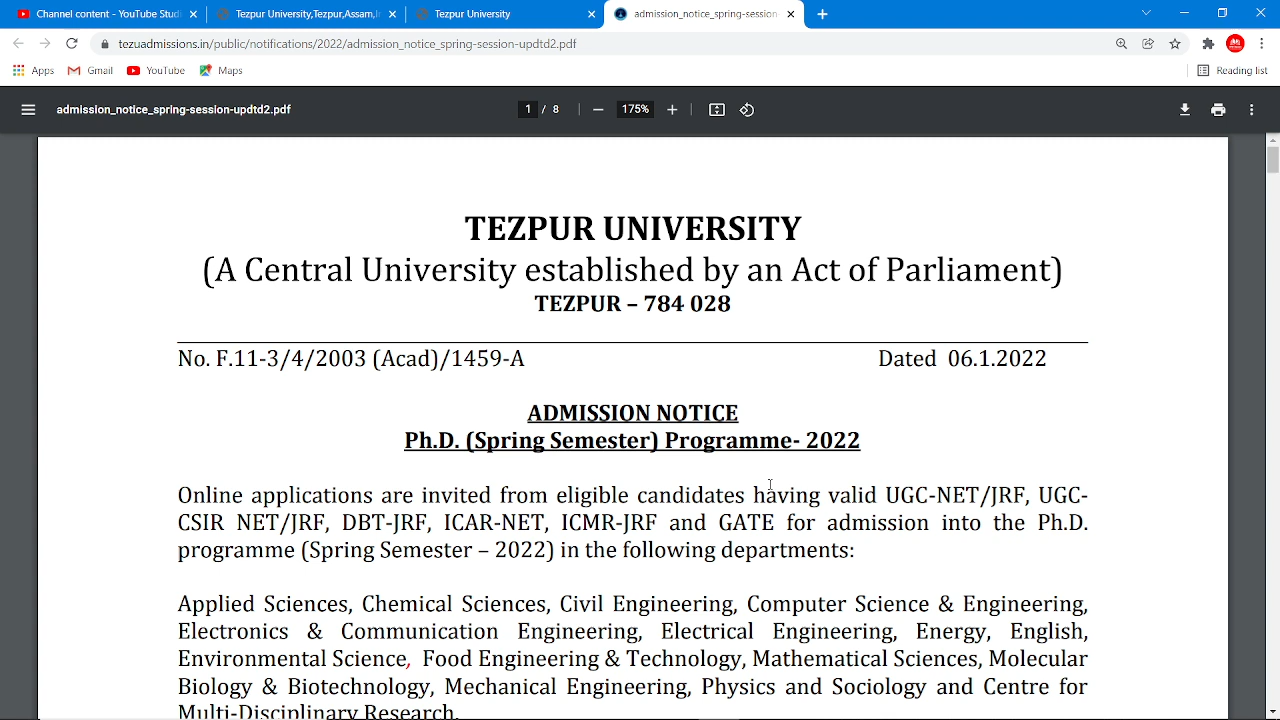 Channel content - YouTube Studi
Tezpur University,Tezpur,Assam,In
Tezpur University
admission_notice_spring-session-
tezuadmissions.in/public/notifications/2022/admission_notice_spring-session-updtd2.pdf
Apps
Gmail
YouTube
Maps
Reading list
admission_notice_spring-session-updtd2.pdf
1 / 8
175%
TEZPUR UNIVERSITY
(A Central University established by an Act of Parliament)
TEZPUR – 784 028
No. F.11-3/4/2003 (Acad)/1459-A Dated 06.1.2022
ADMISSION NOTICE
Ph.D. (Spring Semester) Programme- 2022
Online applications are invited from eligible candidates having valid UGC-NET/JRF, UGC-
CSIR NET/JRF, DBT-JRF, ICAR-NET, ICMR-JRF and GATE for admission into the Ph.D.
programme (Spring Semester – 2022) in the following departments:
Applied Sciences, Chemical Sciences, Civil Engineering, Computer Science & Engineering,
Electronics & Communication Engineering, Electrical Engineering, Energy, English,
Environmental Science, Food Engineering & Technology, Mathematical Sciences, Molecular
Biology & Biotechnology, Mechanical Engineering, Physics and Sociology and Centre for
Multi-Disciplinary Research.